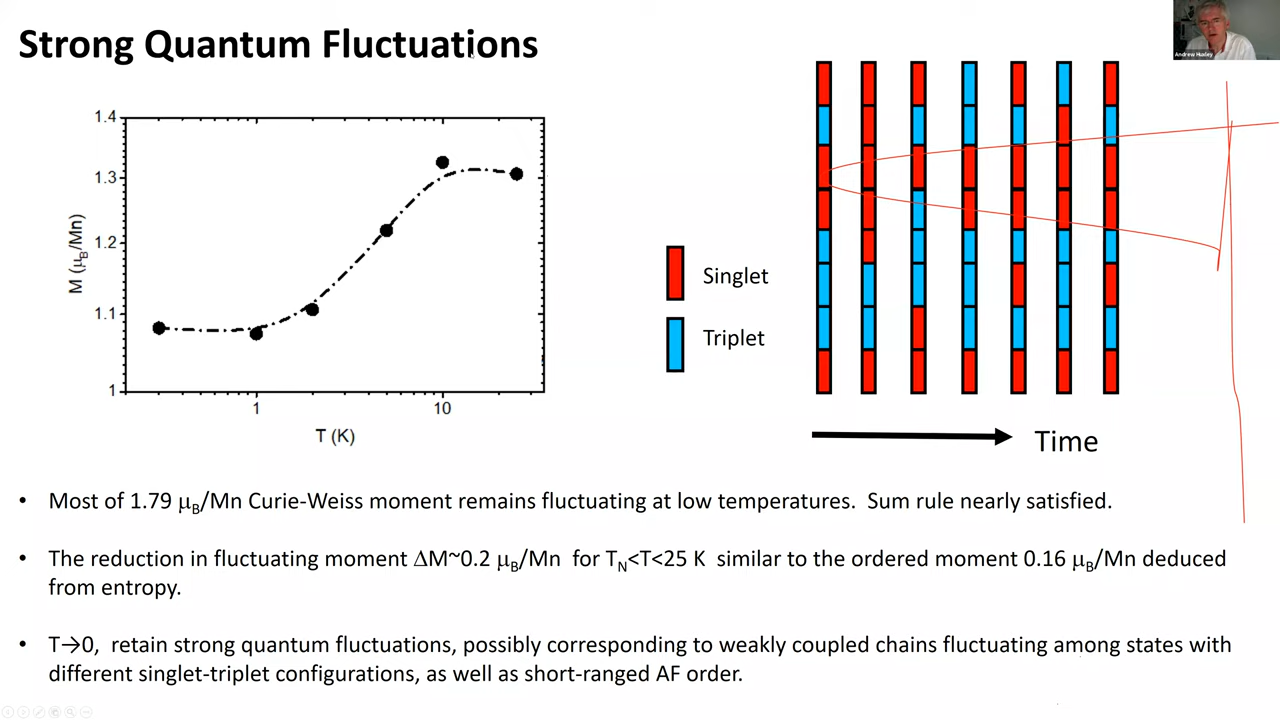 Strong Quantum Fluctuations
Andrew Huxley
1.4
1.3
1.2
1.1
1
M (μB/Mn)
1
10
T (K)
Singlet
Triplet
Time
• Most of 1.79 μB/Mn Curie-Weiss moment remains fluctuating at low temperatures. Sum rule nearly satisfied.
• The reduction in fluctuating moment ΔM~0.2 μB/Mn for TN<T<25 K similar to the ordered moment 0.16 μB/Mn deduced
from entropy.
• T→0, retain strong quantum fluctuations, possibly corresponding to weakly coupled chains fluctuating among states with
different singlet-triplet configurations, as well as short-ranged AF order.